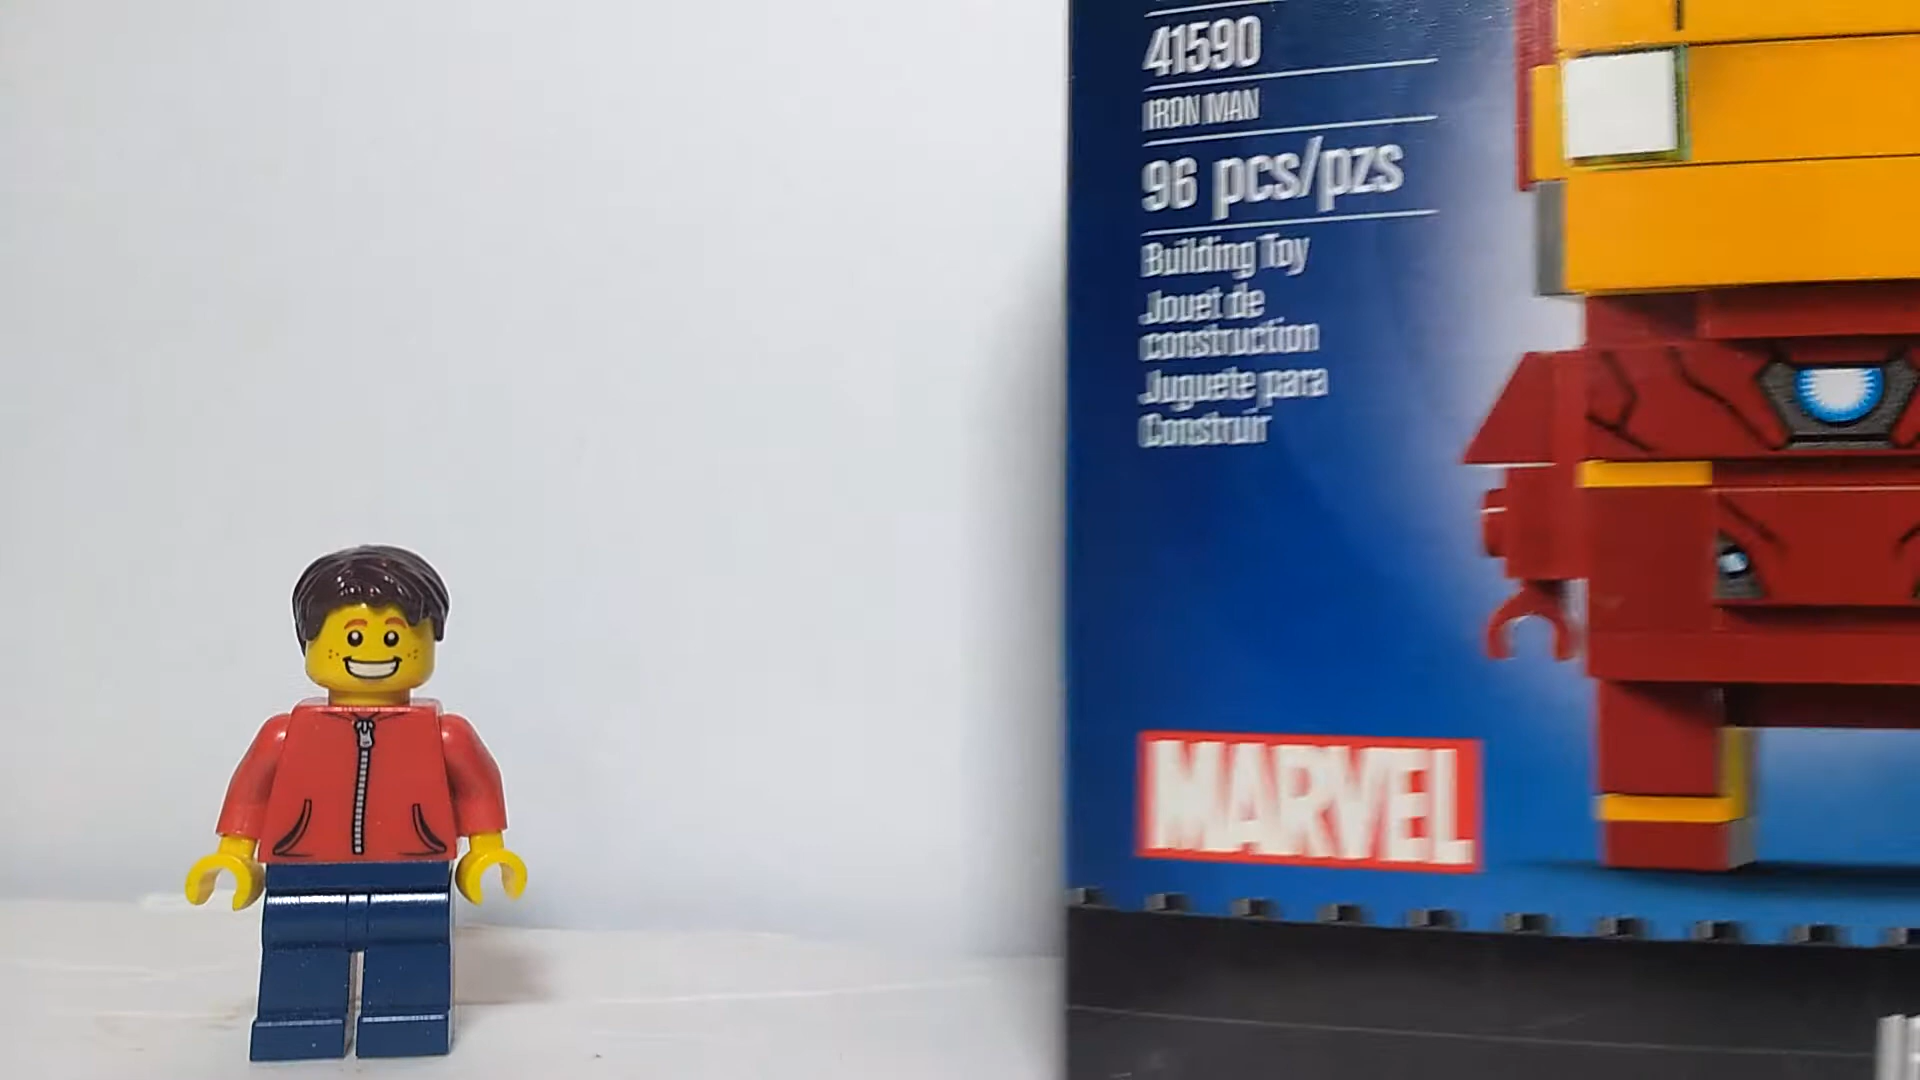 41590
IRON MAN
96 pcs/pzs
Building Toy
Jouet de
construction
Juguete para
Construir
MARVEL